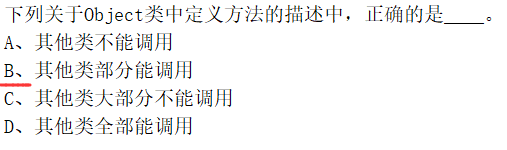 下列关于Object类中定义方法的描述中，正确的是____。
A、其他类不能调用
B、其他类部分能调用
C、其他类大部分不能调用
D、其他类全部能调用